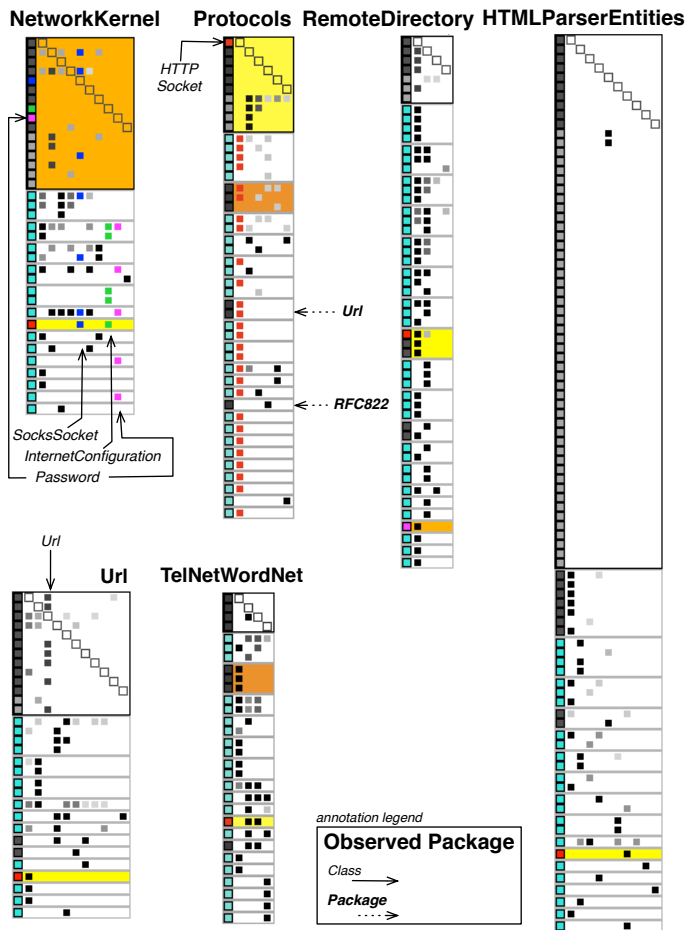 NetworkKernel
Protocols
RemoteDirectory
HTMLParserEntities
HTTP
Socket
Url
RFC822
SocksSocket
InternetConfiguration
Password
Url
Url
TelNetWordNet
annotation legend
Observed Package
Class
Package